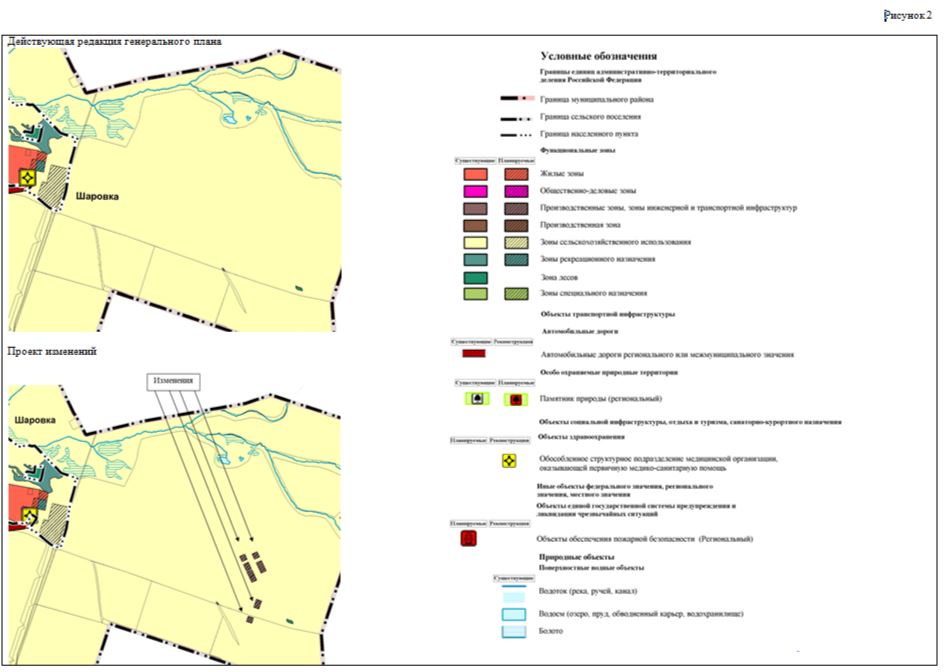 Рисунок 2
Действующая редакция генерального плана
Шаровка
Проект изменений
Изменения
Шаровка
Условные обозначения
Границы единиц административно-территориального
деления Российской Федерации
Граница муниципального района
Граница сельского поселения
Граница населенного пункта
Функциональные зоны
Существующие Планируемые
Жилые зоны
Общественно-деловые зоны
Производственные зоны, зоны инженерной и транспортной инфраструктур
Производственная зона
Зоны сельскохозяйственного использования
Зоны рекреационного назначения
Зона лесов
Зоны специального назначения
Объекты транспортной инфраструктуры
Автомобильные дороги
Существующие Реконструкция
Автомобильные дороги регионального или межмуниципального значения
Особо охраняемые природные территории
Существующие Планируемые
Памятник природы (региональный)
Объекты социальной инфраструктуры, отдыха и туризма, санаторно-курортного назначения
Объекты здравоохранения
Планируемые Реконструкция
Обособленное структурное подразделение медицинской организации,
оказывающей первичную медико-санитарную помощь
Иные объекты федерального значения, регионального
значения, местного значения
Объекты единой государственной системы предупреждения и
ликвидации чрезвычайных ситуаций
Планируемые Реконструкция
Объекты обеспечения пожарной безопасности (Региональный)
Природные объекты
Поверхностные водные объекты
Существующие
Водоток (река, ручей, канал)
Водоем (озеро, пруд, обводненный карьер, водохранилище)
Болото